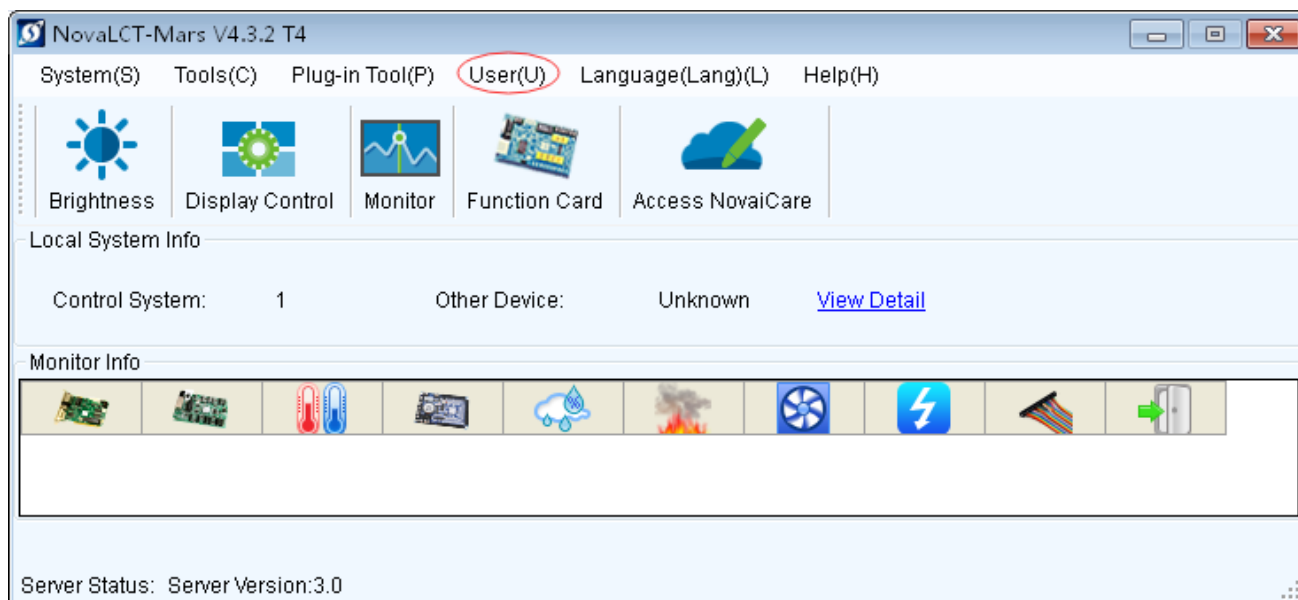 NovaLCT-Mars V4.3.2 T4
System(S) Tools(C) Plug-in Tool(P) User(U) Language(Lang)(L) Help(H)
Brightness Display Control Monitor Function Card Access NovaiCare
Local System Info
Control System: 1 Other Device: Unknown View Detail
Monitor Info
Server Status: Server Version:3.0